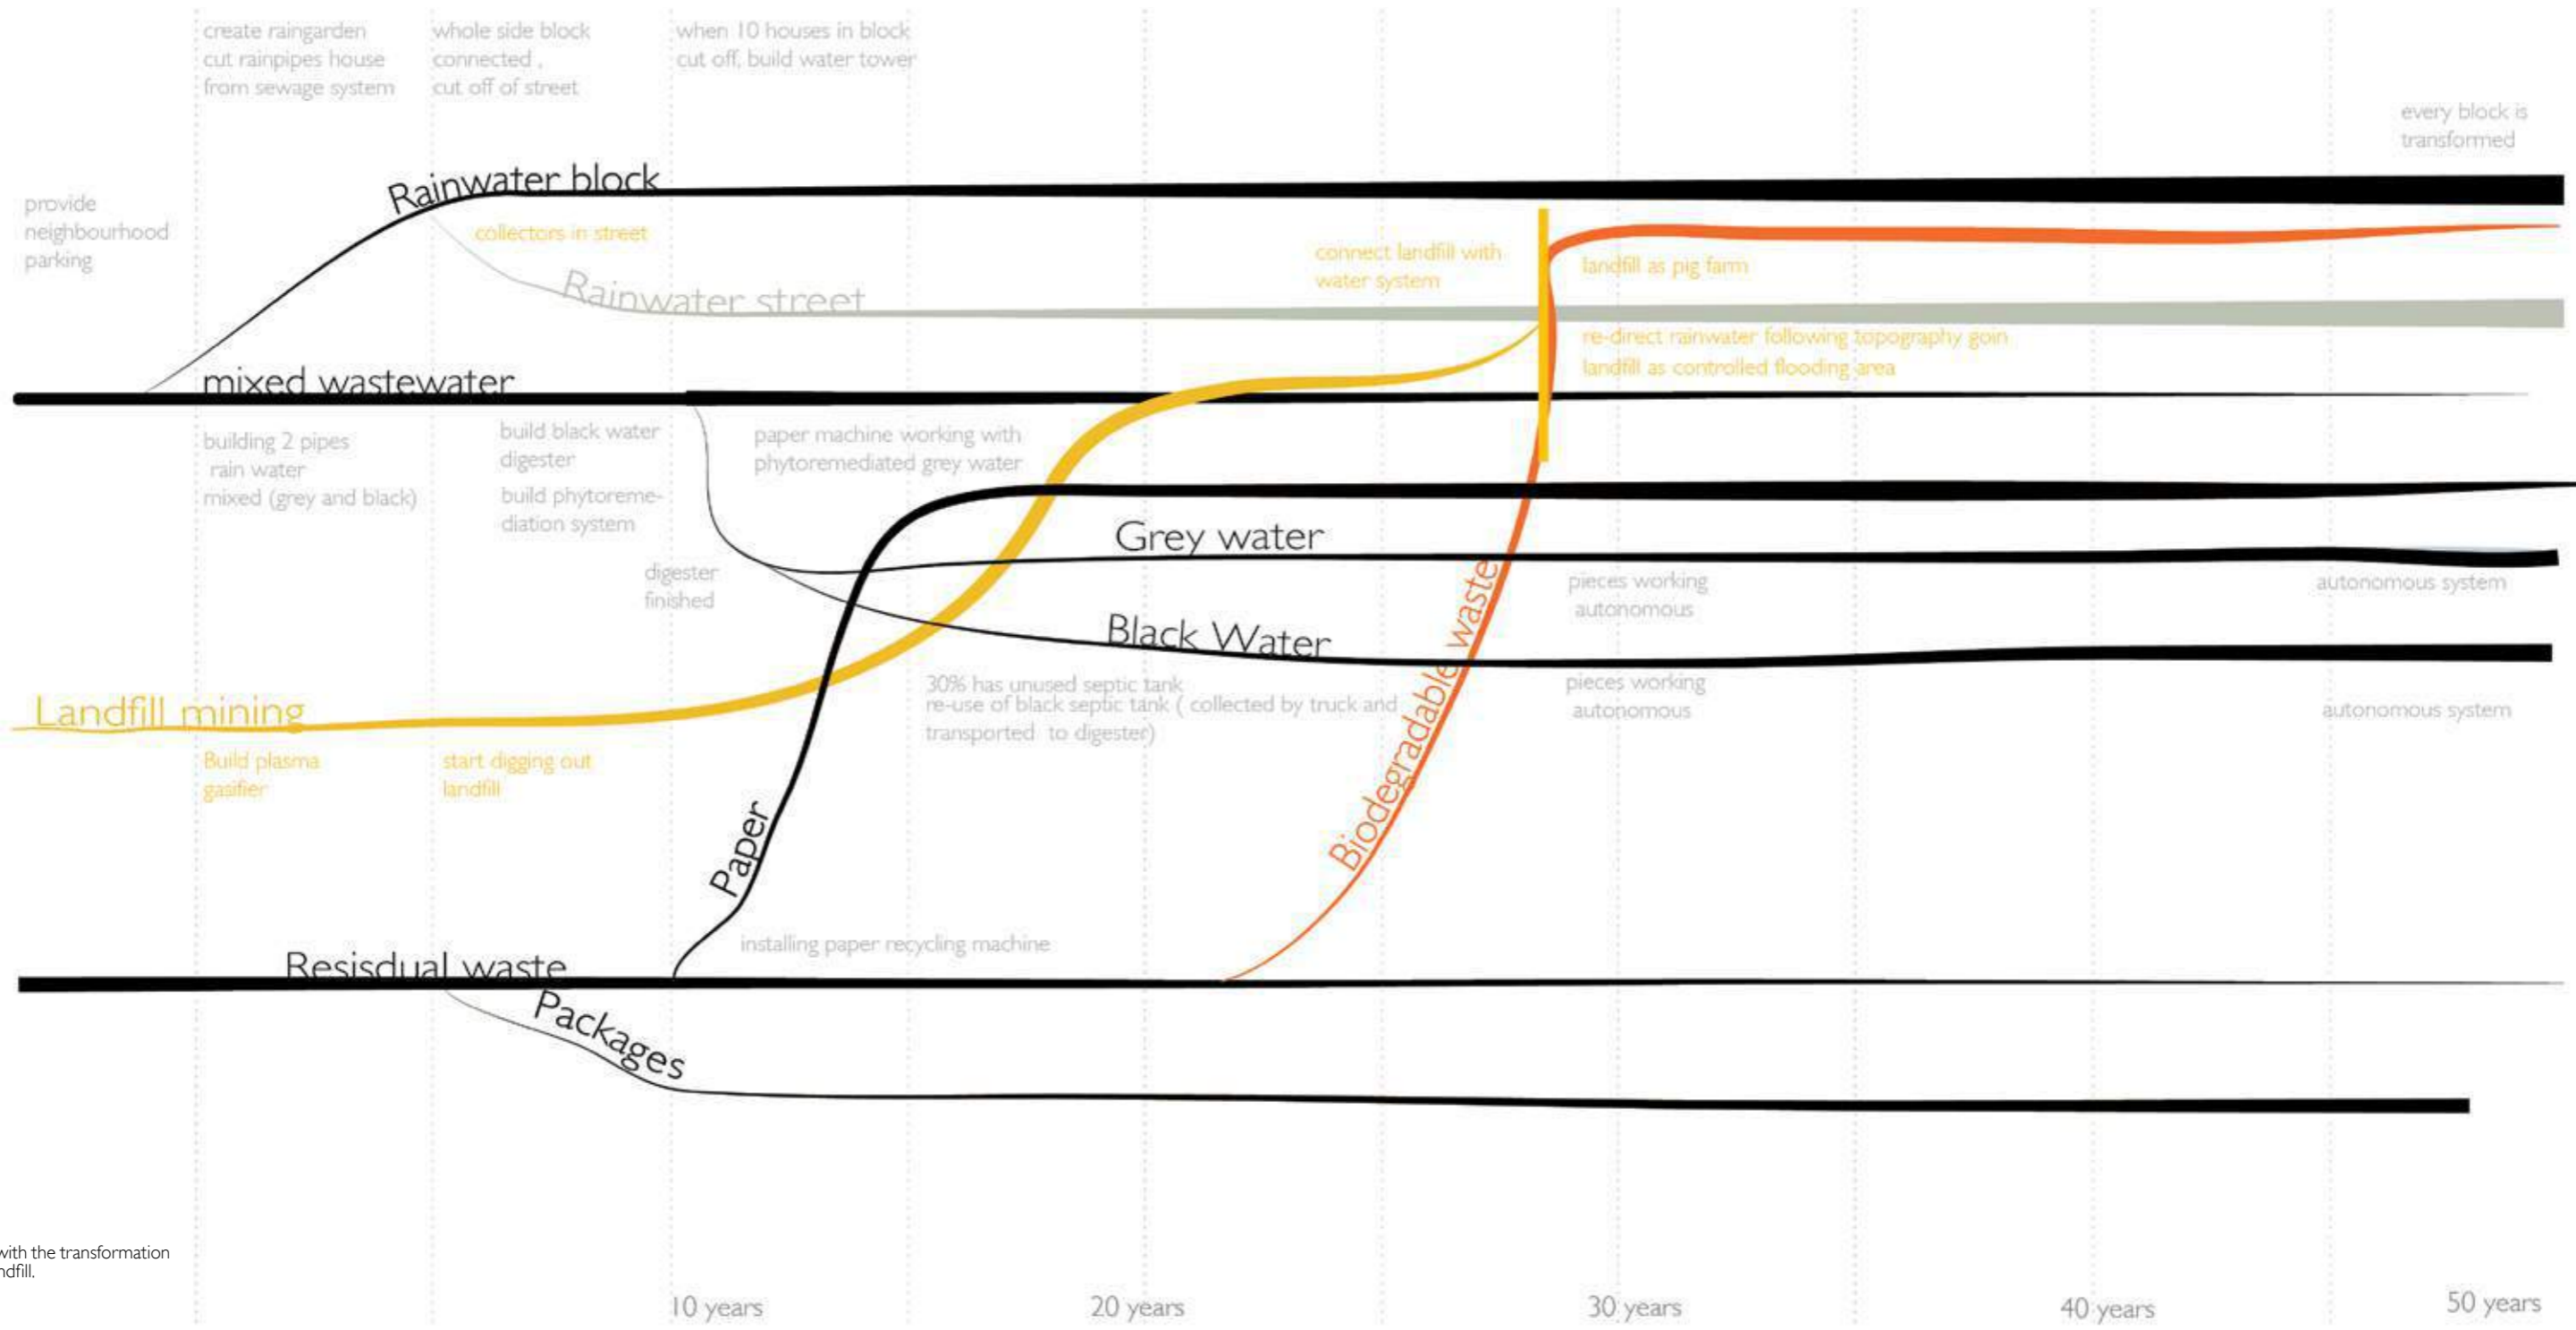 create raingarden
cut rainpipes house
from sewage system
whole side block
connected ,
cut off of street
when 10 houses in block
cut off, build water tower
every block is
transformed
provide
neighbourhood
parking
Rainwater block
collectors in street
Rainwater street
connect landfill with
water system
landfill as pig farm
re-direct rainwater following topography goin
landfill as controlled flooding area
mixed wastewater
building 2 pipes
rain water
mixed (grey and black)
build black water
digester
build phytoreme-
diation system
paper machine working with
phytoremediated grey water
digester
finished
Grey water
pieces working
autonomous
autonomous system
Black Water
30% has unused septic tank
re-use of black septic tank ( collected by truck and
transported to digester)
pieces working
autonomous
autonomous system
Landfill mining
Build plasma
gasifier
start digging out
landfill
Paper
Biodegradable waste
installing paper recycling machine
Resisdual waste
Packages
with the transformation
ndfill.
10 years
20 years
30 years
40 years
50 years